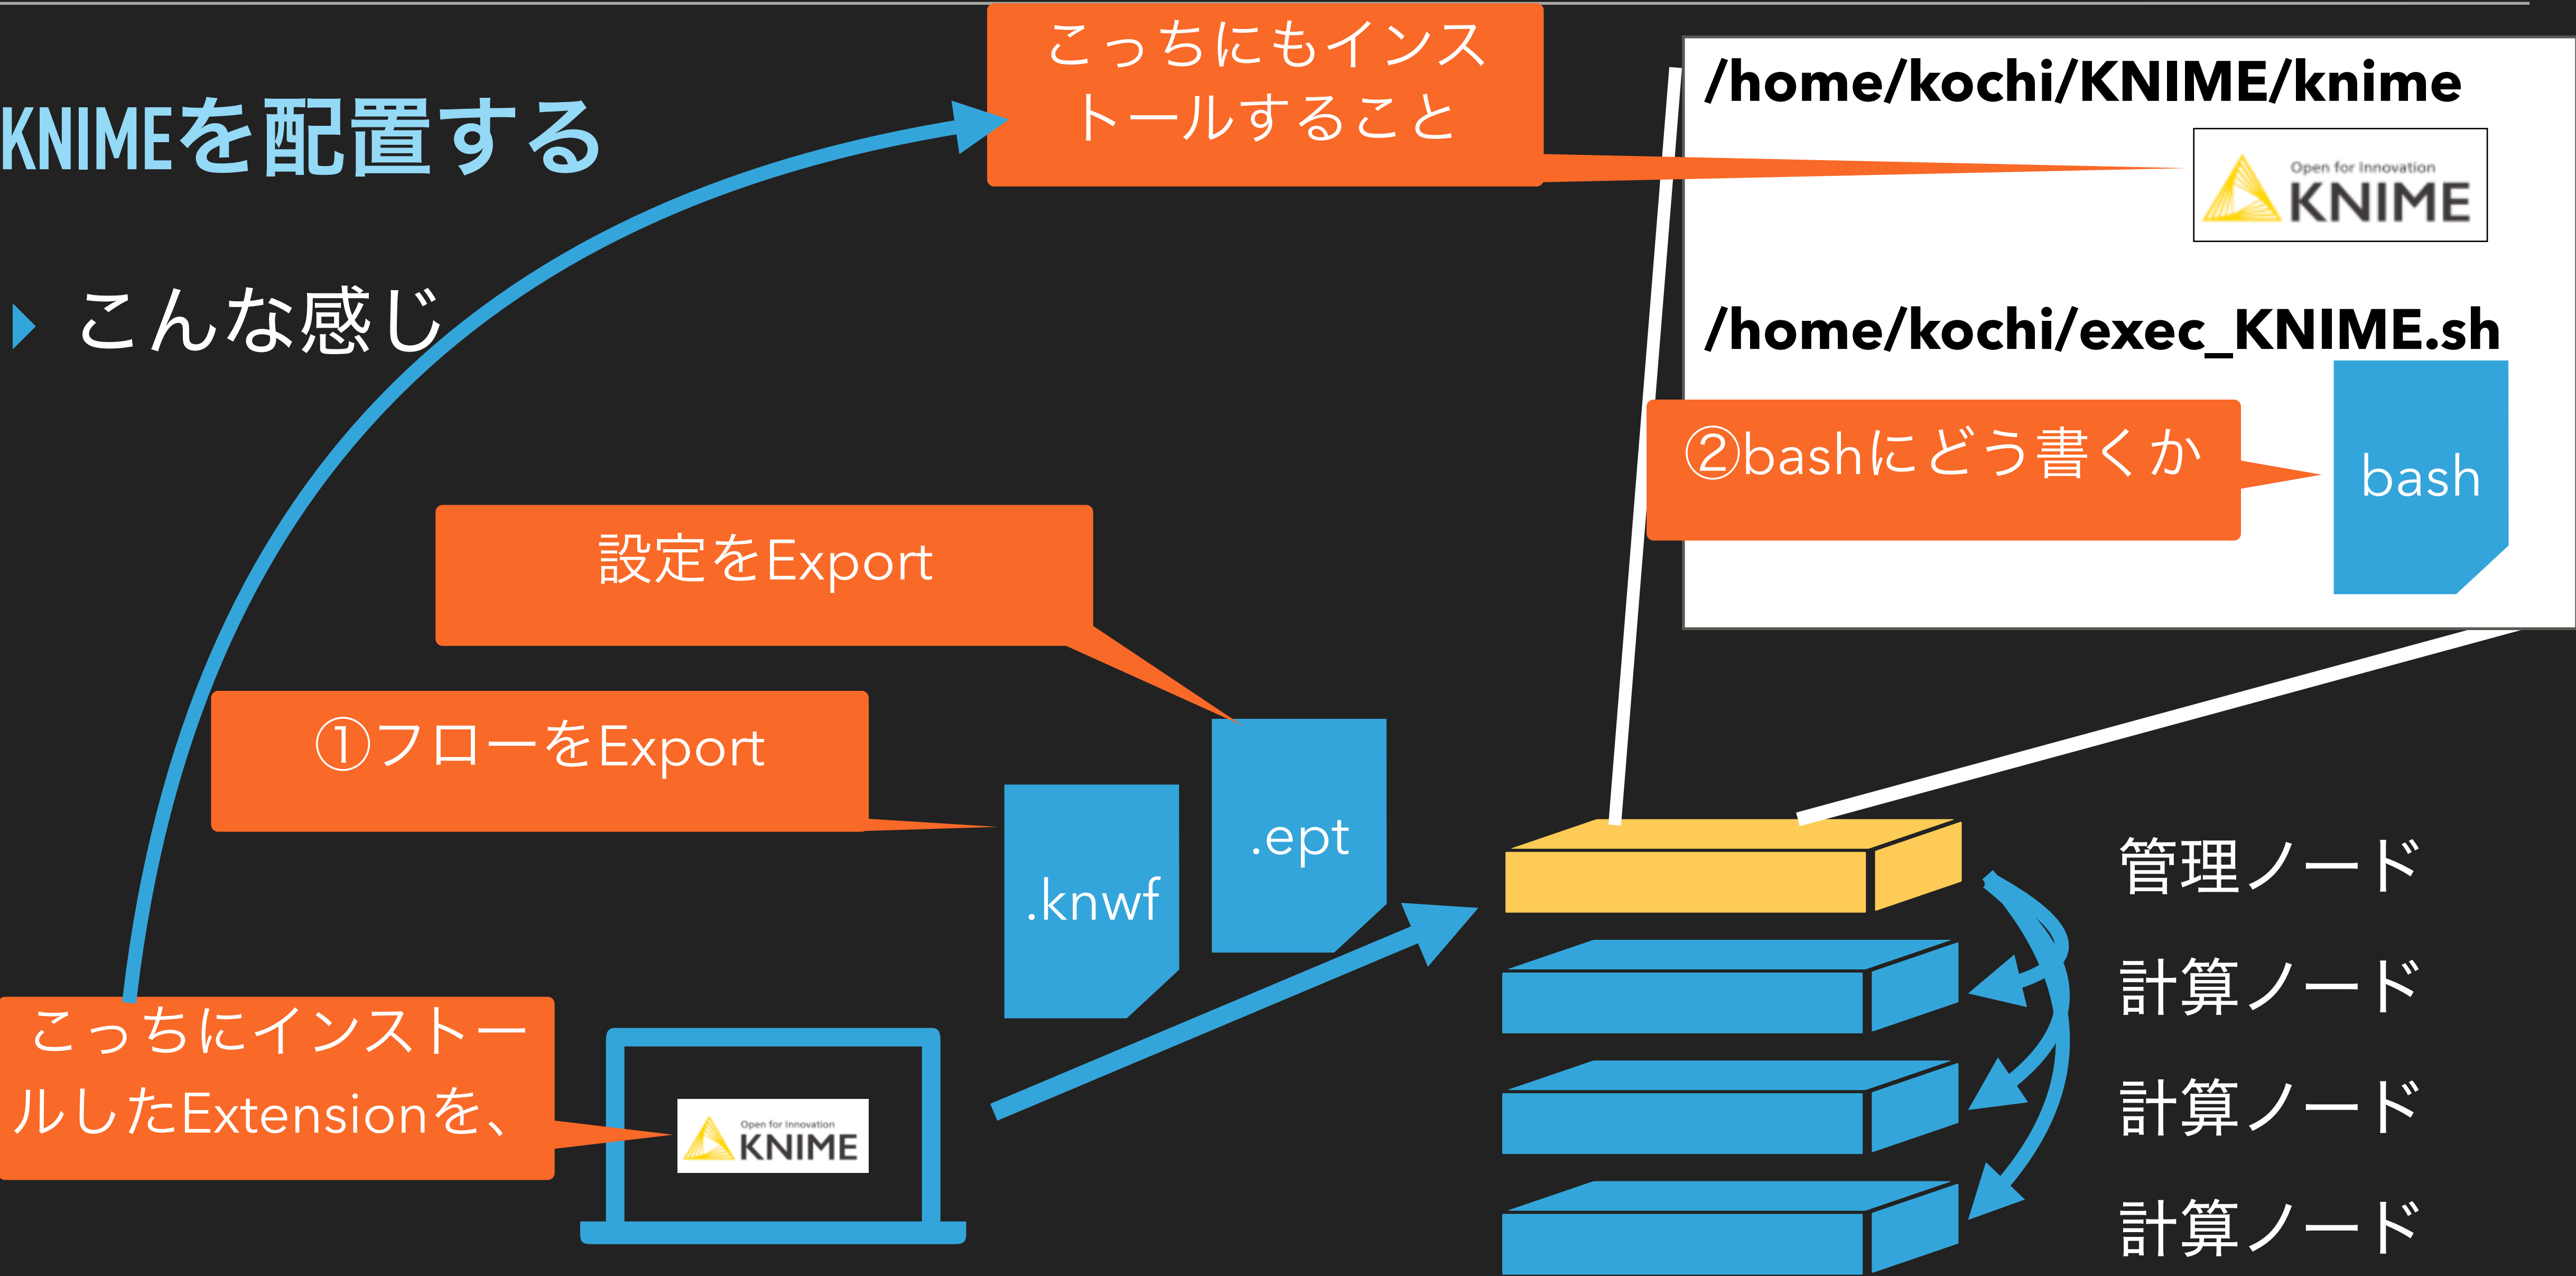 KNIMEを配置する
こんな感じ
こっちにもインス
トールすること
/home/kochi/KNIME/knime
Open for Innovation
KNIME
/home/kochi/exec_KNIME.sh
②bashにどう書くか
bash
設定をExport
①フローをExport
.ept
.knwf
こっちにインストー
ルしたExtensionを、
Open for Innovation
KNIME
管理ノード
計算ノード
計算ノード
計算ノード